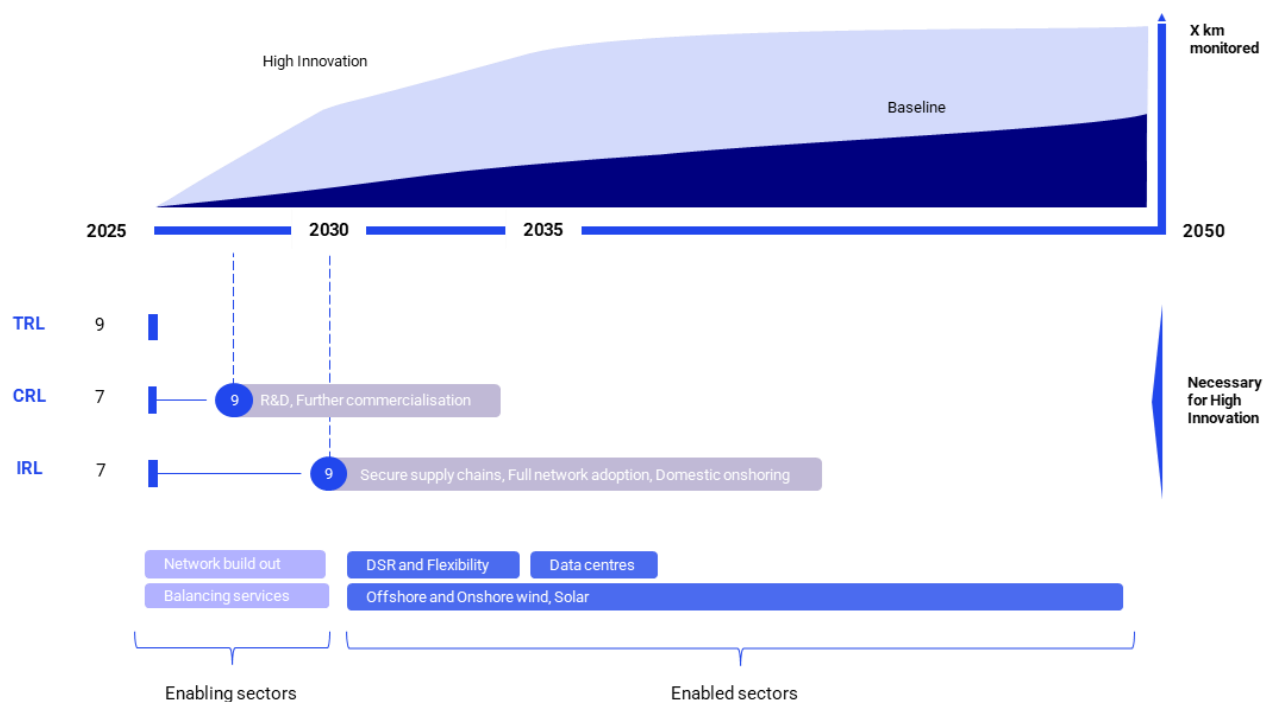 X km
monitored
High Innovation
Baseline
2025
2030
2035
2050
TRL
9
CRL
7
9
R&D, Further commercialisation
Necessary
for High
Innovation
IRL
7
9
Secure supply chains, Full network adoption, Domestic onshoring
Network build out
DSR and Flexibility
Data centres
Balancing services
Offshore and Onshore wind, Solar
Enabling sectors
Enabled sectors